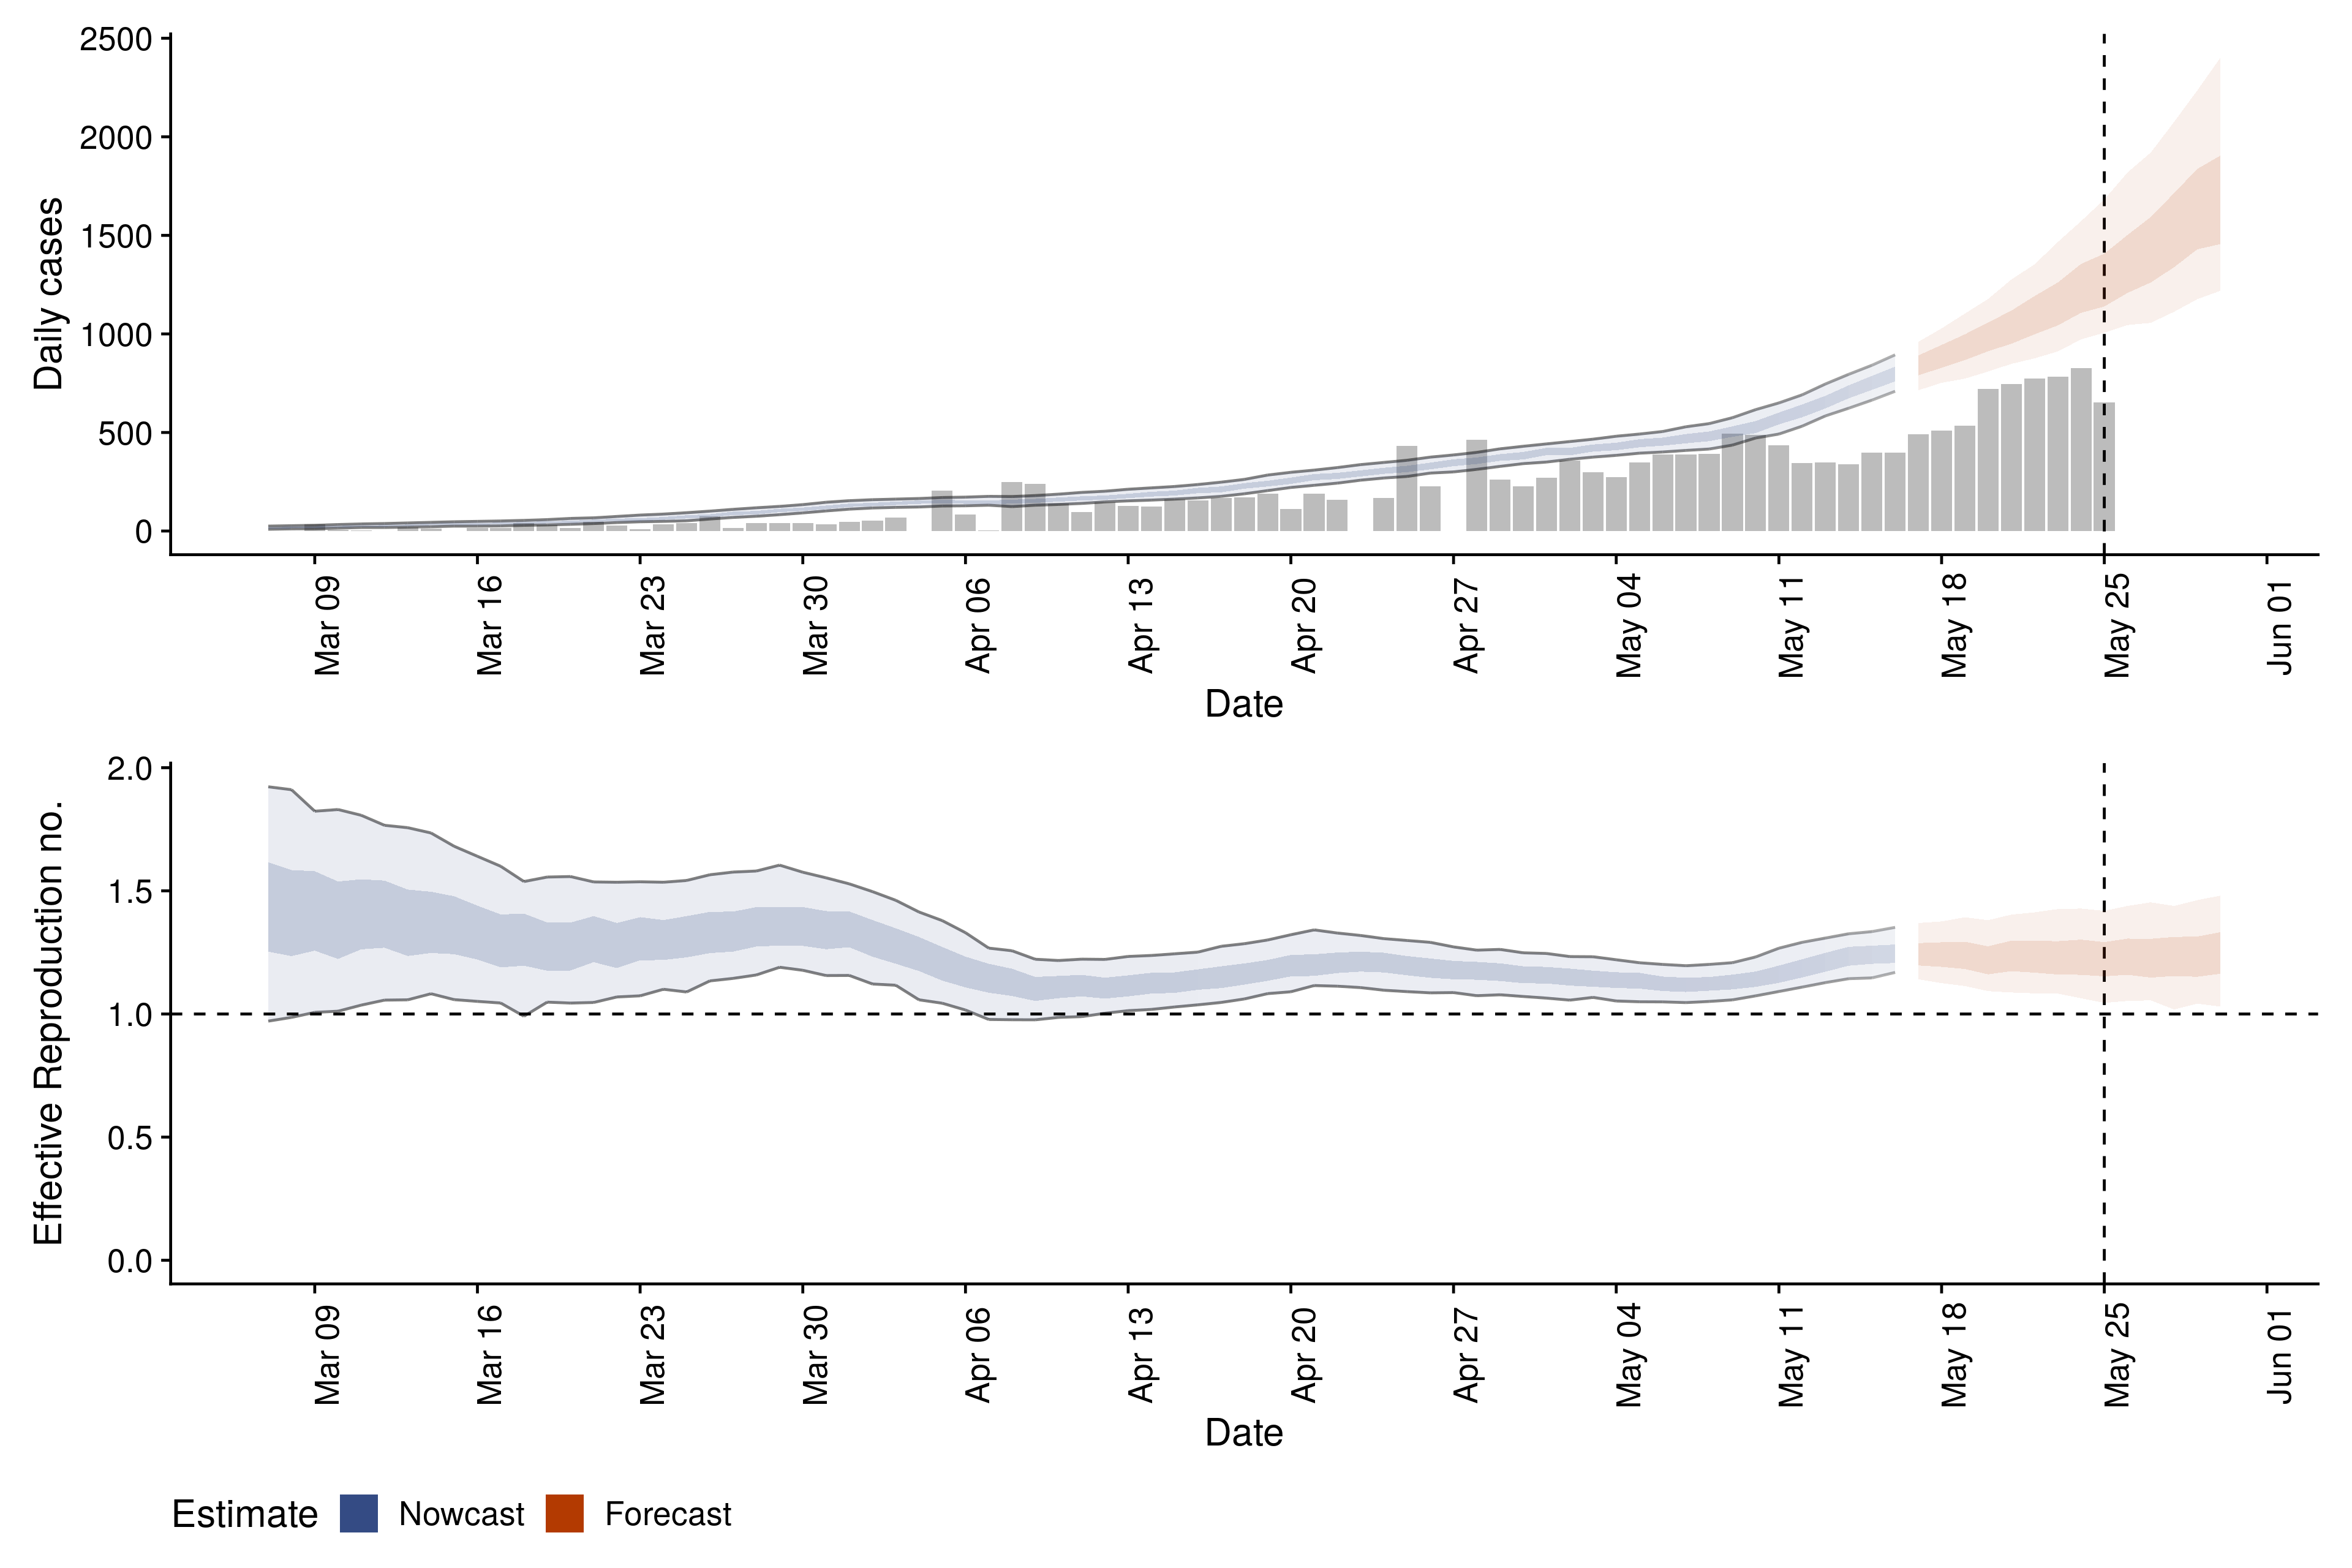 2500
2000
1500
1000
500
0
Daily cases
Mar 09 Mar 16 Mar 23 Mar 30 Apr 06 Apr 13 Apr 20 Apr 27 May 04 May 11 May 18 May 25 Jun 01
Date
2.0
1.5
1.0
0.5
0.0
Effective Reproduction no.
Mar 09 Mar 16 Mar 23 Mar 30 Apr 06 Apr 13 Apr 20 Apr 27 May 04 May 11 May 18 May 25 Jun 01
Date
Estimate Nowcast Forecast